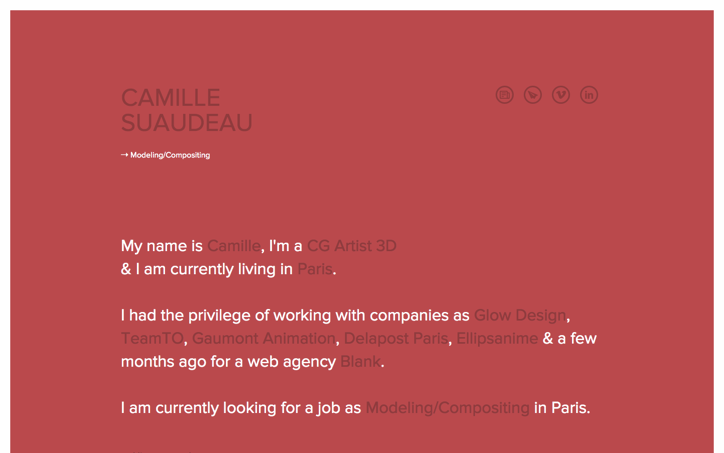 CAMILLE
SUAUDEAU
→ Modeling/Compositing
My name is Camille, I'm a CG Artist 3D
& I am currently living in Paris.
I had the privilege of working with companies as Glow Design,
TeamTO, Gaumont Animation, Delapost Paris, Ellipsanime & a few
months ago for a web agency Blank.
I am currently looking for a job as Modeling/Compositing in Paris.